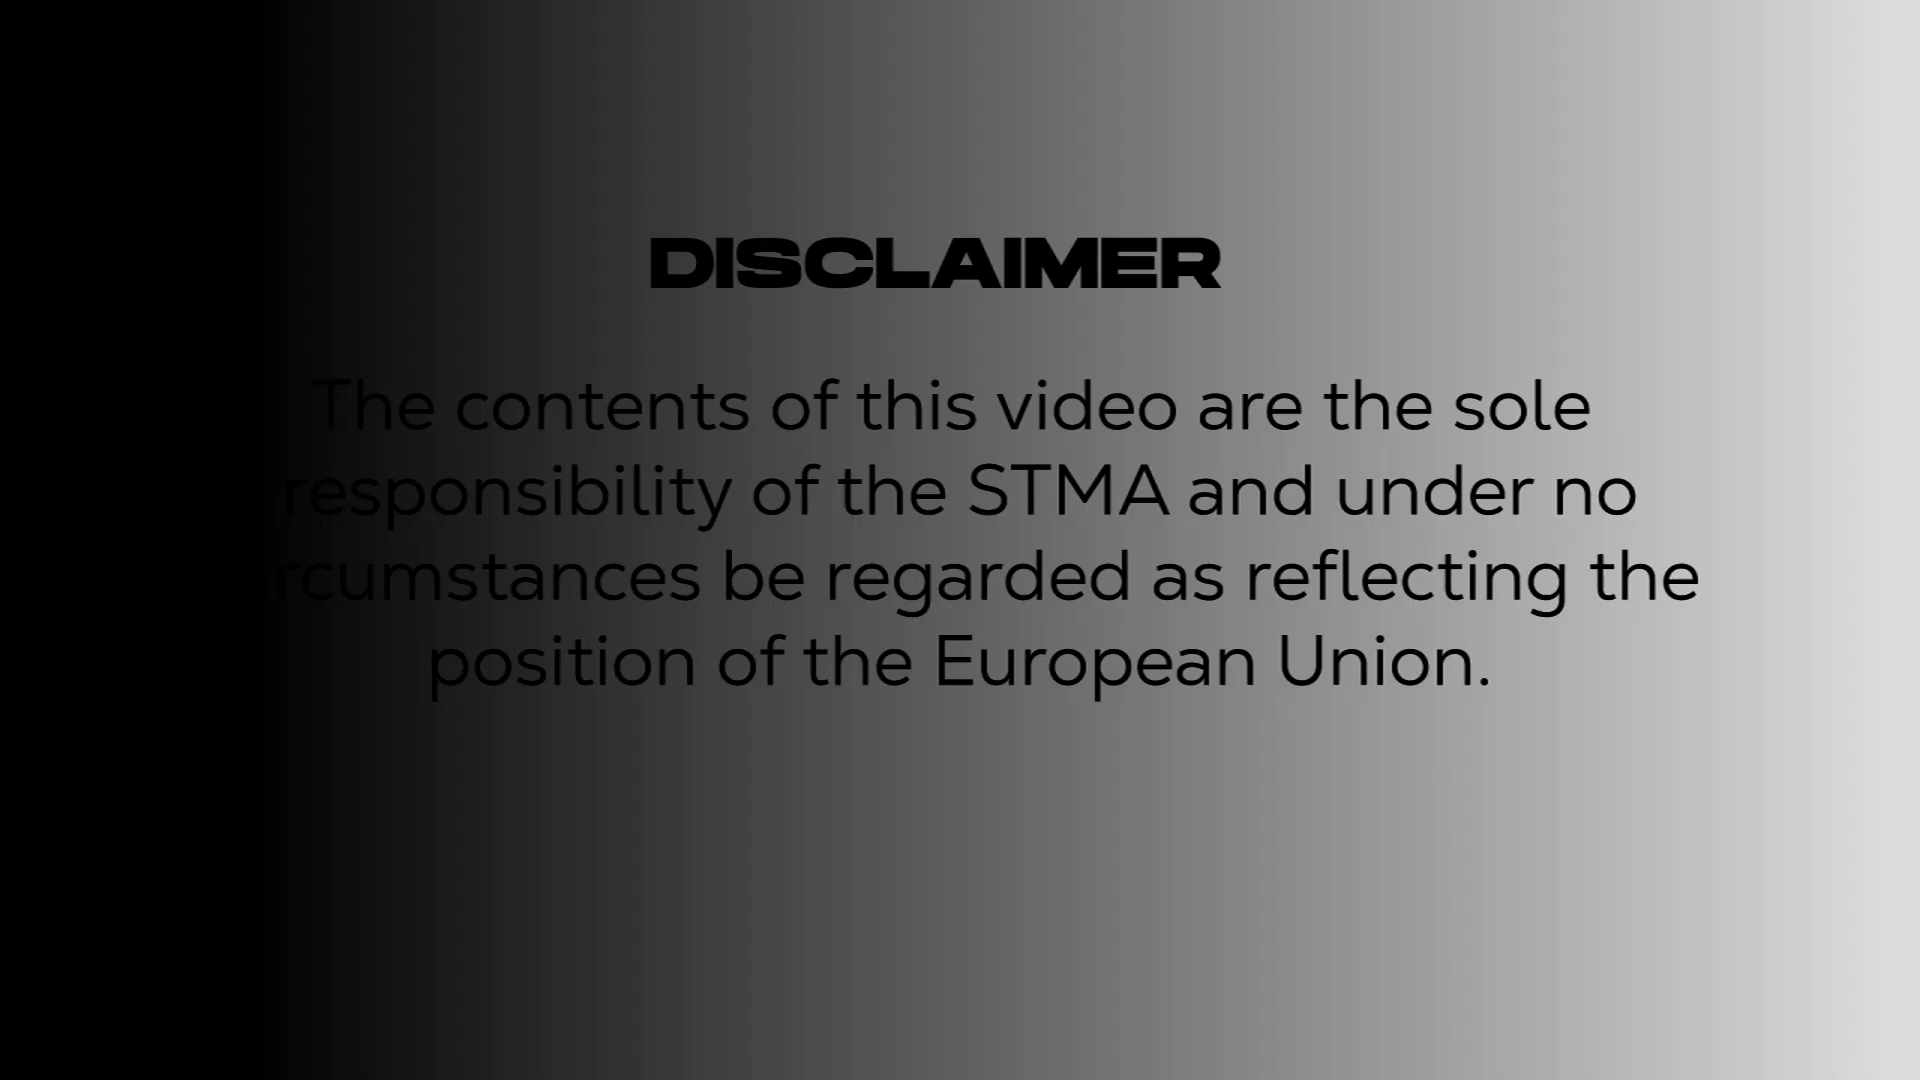 DISCLAIMER
The contents of this video are the sole
responsibility of the STMA and under no
circumstances be regarded as reflecting the
position of the European Union.